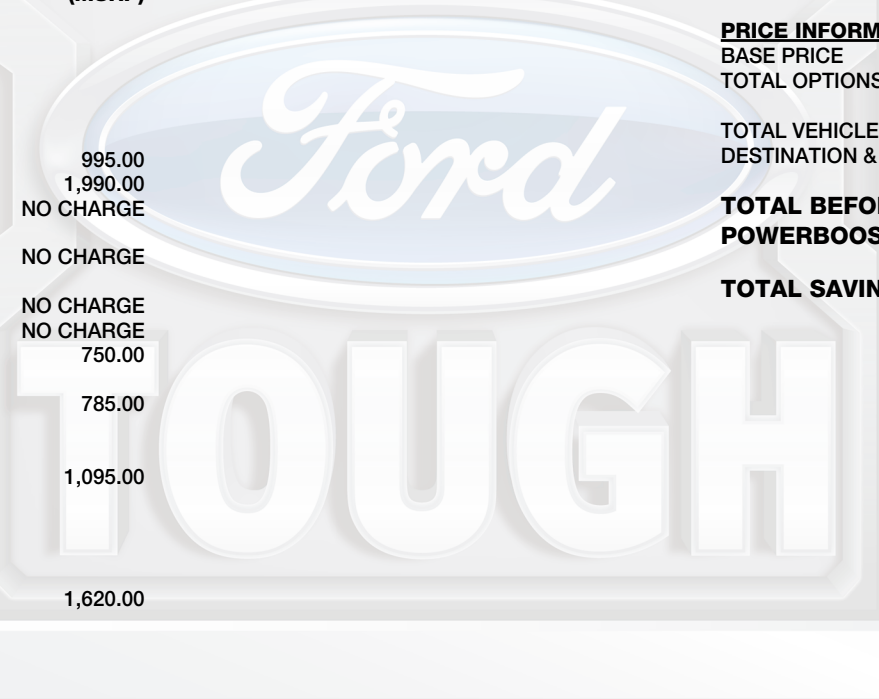 (MSRP)
995.00
1,990.00
NO CHARGE
NO CHARGE
NO CHARGE
NO CHARGE
750.00
785.00
1,095.00
1,620.00
PRICE INFORM
BASE PRICE
TOTAL OPTIONS
TOTAL VEHICLE
DESTINATION &
TOTAL BEFO
POWERBOOS
TOTAL SAVIN
Ford
TOUGH